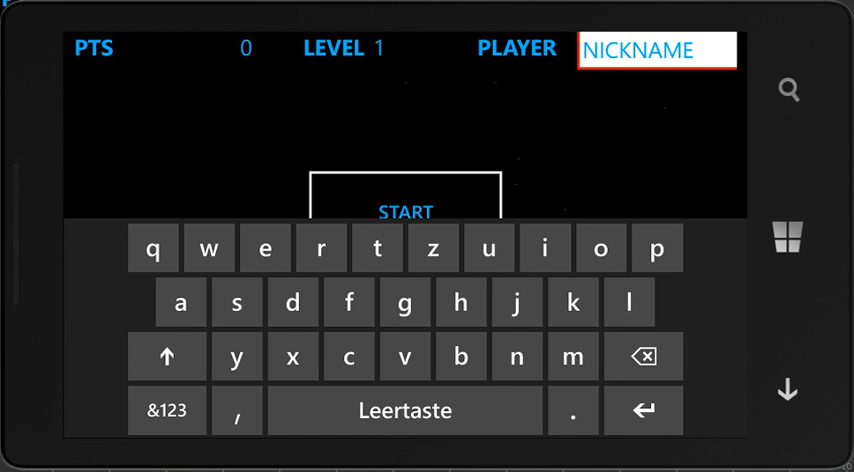 PTS 0 LEVEL 1 PLAYER NICKNAME
START
q w e r t z u i o p
a s d f g h j k l
y x c v b n m
&123 , Leertaste .